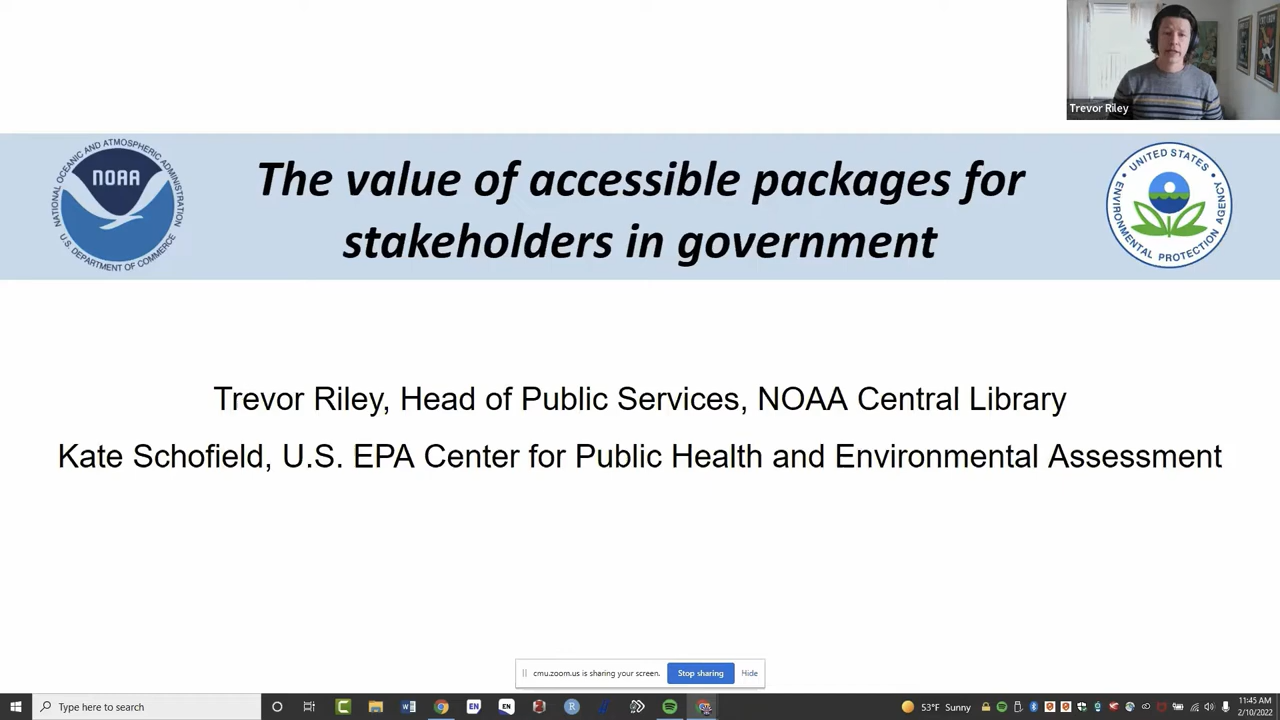 Trevor Riley
NATIONAL OCEANIC AND ATMOSPHERIC ADMINISTRATION
NOAA
U.S. DEPARTMENT OF COMMERCE
The value of accessible packages for
stakeholders in government
UNITED STATES
ENVIRONMENTAL PROTECTION AGENCY
Trevor Riley, Head of Public Services, NOAA Central Library
Kate Schofield, U.S. EPA Center for Public Health and Environmental Assessment
cmu.zoom.us is sharing your screen.
Stop sharing
Hide
Type here to search
EN
EN
53°F Sunny
11:45 AM
2/10/2022